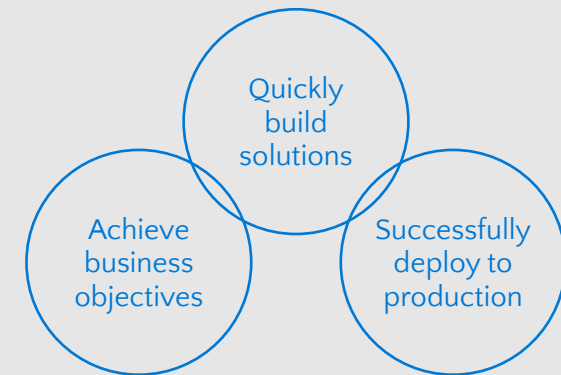 Quickly
build
solutions
Achieve
business
objectives
Successfully
deploy to
production